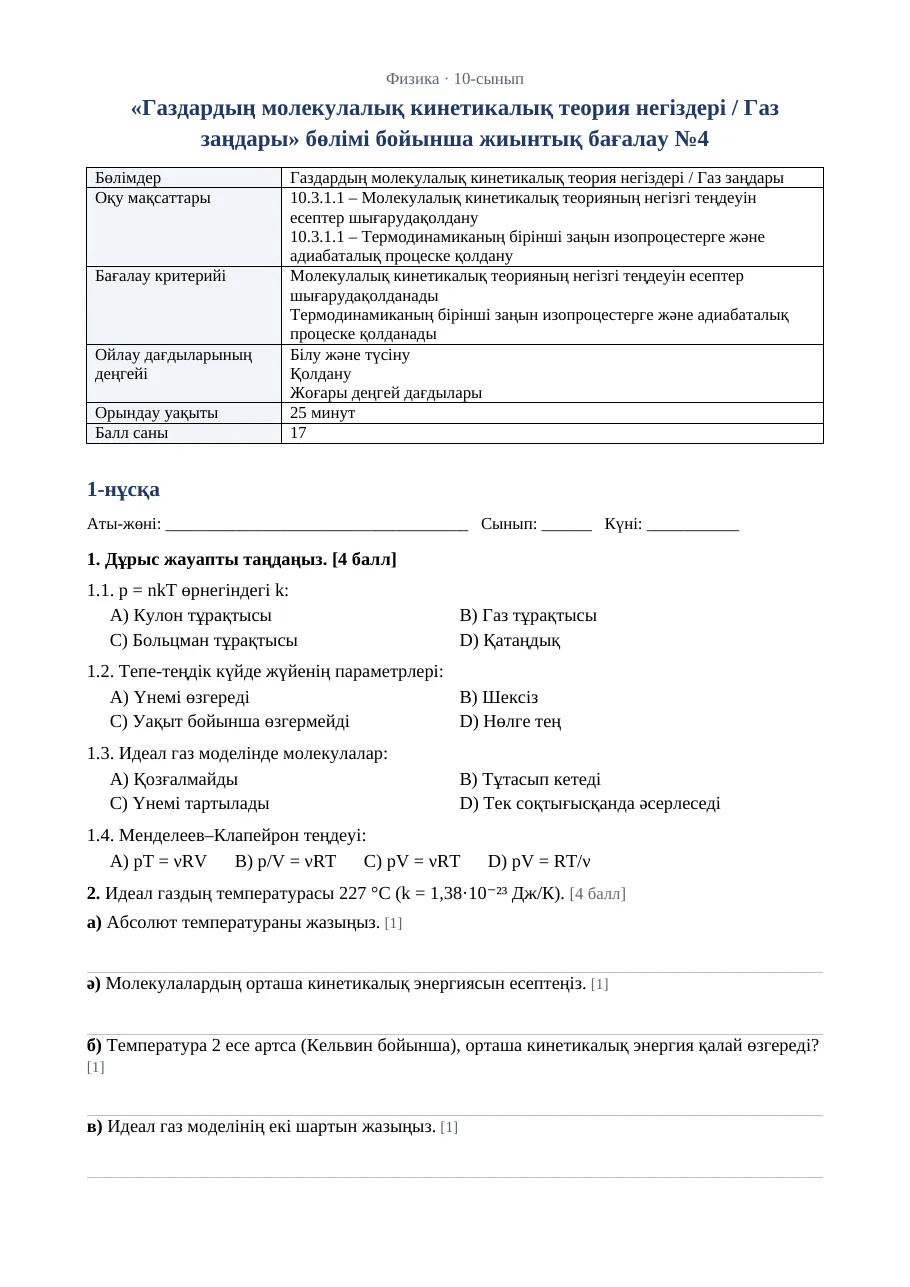 Физика · 10-сынып
«Газдардың молекулалық кинетикалық теория негіздері / Газ
заңдары» бөлімі бойынша жиынтық бағалау №4
Бөлімдер Газдардың молекулалық кинетикалық теория негіздері / Газ заңдары
Оқу мақсаттары 10.3.1.1 – Молекулалық кинетикалық теорияның негізгі теңдеуін
есептер шығарудақолдану
10.3.1.1 – Термодинамиканың бірінші заңын изопроцестерге және
адиабаталық процеске қолдану
Бағалау критерийі Молекулалық кинетикалық теорияның негізгі теңдеуін есептер
шығарудақолданады
Термодинамиканың бірінші заңын изопроцестерге және адиабаталық
процеске қолданады
Ойлау дағдыларының Білу және түсіну
деңгейі Қолдану
Жоғары деңгей дағдылары
Орындау уақыты 25 минут
Балл саны 17
1-нұсқа
Аты-жөні: ____________________________________ Сынып: ______ Күні: ___________
1. Дұрыс жауапты таңдаңыз. [4 балл]
1.1. p = nkT өрнегіндегі k:
A) Кулон тұрақтысы B) Газ тұрақтысы
C) Больцман тұрақтысы D) Қатаңдық
1.2. Тепе-теңдік күйде жүйенің параметрлері:
A) Үнемі өзгереді B) Шексіз
C) Уақыт бойынша өзгермейді D) Нөлге тең
1.3. Идеал газ моделінде молекулалар:
A) Қозғалмайды B) Тұтасып кетеді
C) Үнемі тартылады D) Тек соқтығысқанда әсерлеседі
1.4. Менделеев–Клапейрон теңдеуі:
A) pT = νRV B) p/V = νRT C) pV = νRT D) pV = RT/ν
2. Идеал газдың температурасы 227 °C (k = 1,38·10⁻²³ Дж/К). [4 балл]
а) Абсолют температураны жазыңыз. [1]
ә) Молекулалардың орташа кинетикалық энергиясын есептеңіз. [1]
б) Температура 2 есе артса (Кельвин бойынша), орташа кинетикалық энергия қалай өзгереді?
[1]
в) Идеал газ моделінің екі шартын жазыңыз. [1]